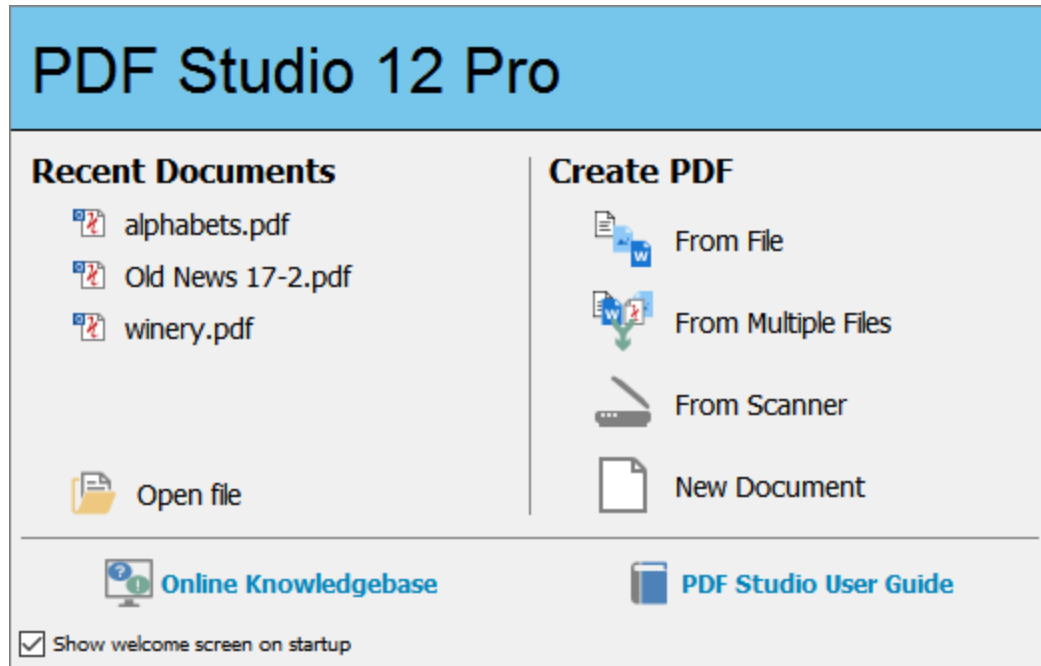 PDF Studio 12 Pro
Recent Documents
alphabets.pdf
Old News 17-2.pdf
winery.pdf
Open file
Create PDF
From File
From Multiple Files
From Scanner
New Document
Online Knowledgebase
PDF Studio User Guide
Show welcome screen on startup